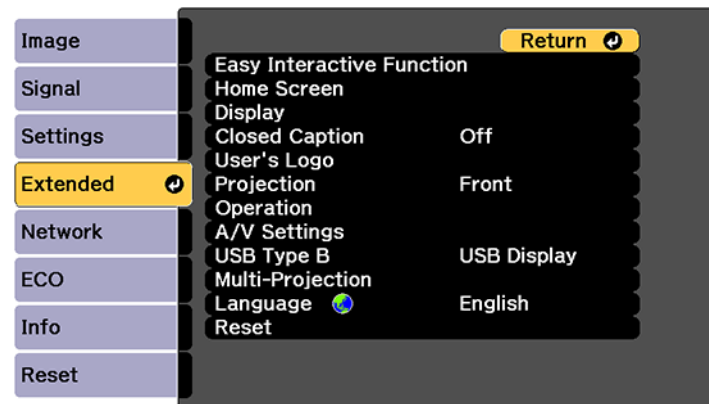 Image
Signal
Settings
Extended
Network
ECO
Info
Reset
Return
Easy Interactive Function
Home Screen
Display
Closed Caption Off
User's Logo
Projection Front
Operation
A/V Settings
USB Type B USB Display
Multi-Projection
Language English
Reset